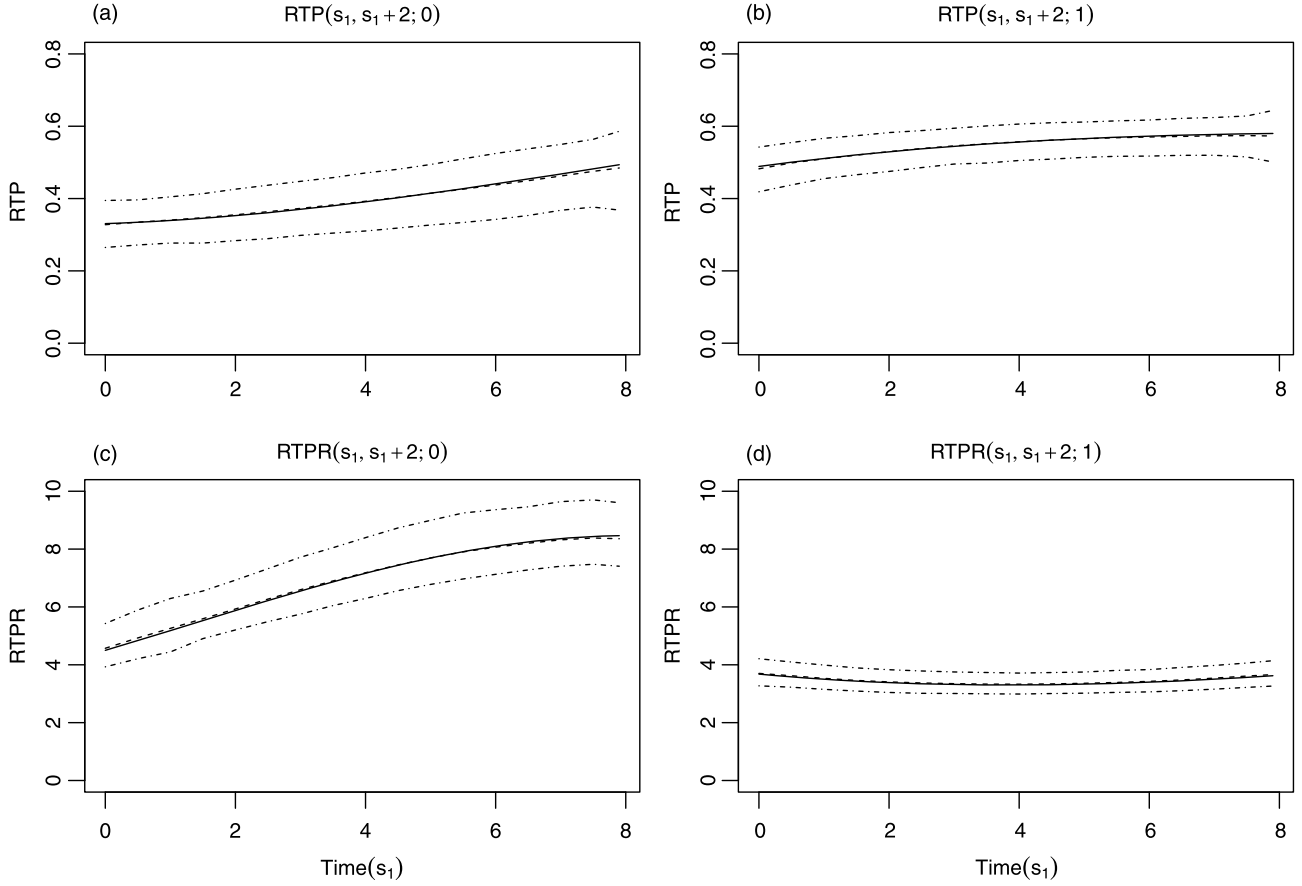 (a) RTP(s₁, s₁+2; 0)
RTP
0.8
0.6
0.4
0.2
0.0
0 2 4 6 8
(b) RTP(s₁, s₁+2; 1)
RTP
0.8
0.6
0.4
0.2
0.0
0 2 4 6 8
(c) RTPR(s₁, s₁+2; 0)
RTPR
10
8
6
4
2
0
0 2 4 6 8
Time(s₁)
(d) RTPR(s₁, s₁+2; 1)
RTPR
10
8
6
4
2
0
0 2 4 6 8
Time(s₁)